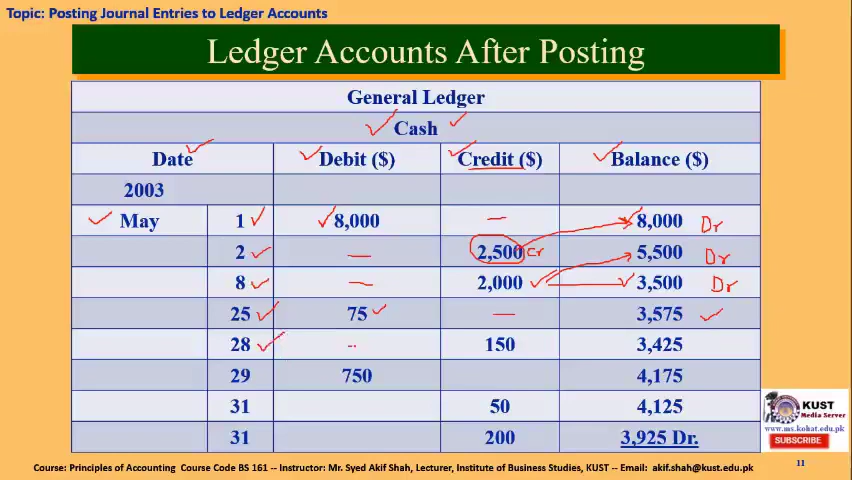 Topic: Posting Journal Entries to Ledger Accounts
Ledger Accounts After Posting
General Ledger
Cash
Date Debit ($) Credit ($) Balance ($)
2003
May 1 8,000 — 8,000 Dr
2 — 2,500 Cr 5,500 Dr
8 — 2,000 3,500 Dr
25 75 — 3,575
28 -- 150 3,425
29 750 4,175
31 50 4,125
31 200 3,925 Dr.
KUST
Media Server
www.ms.kohat.edu.pk
SUBSCRIBE
11
Course: Principles of Accounting Course Code BS 161 -- Instructor: Mr. Syed Akif Shah, Lecturer, Institute of Business Studies, KUST -- Email: akif.shah@kust.edu.pk